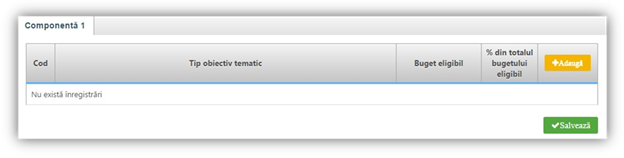 Componentă 1
Cod Tip obiectiv tematic Buget eligibil % din totalul bugetului eligibil Adaugă
Nu există înregistrări
Salvează